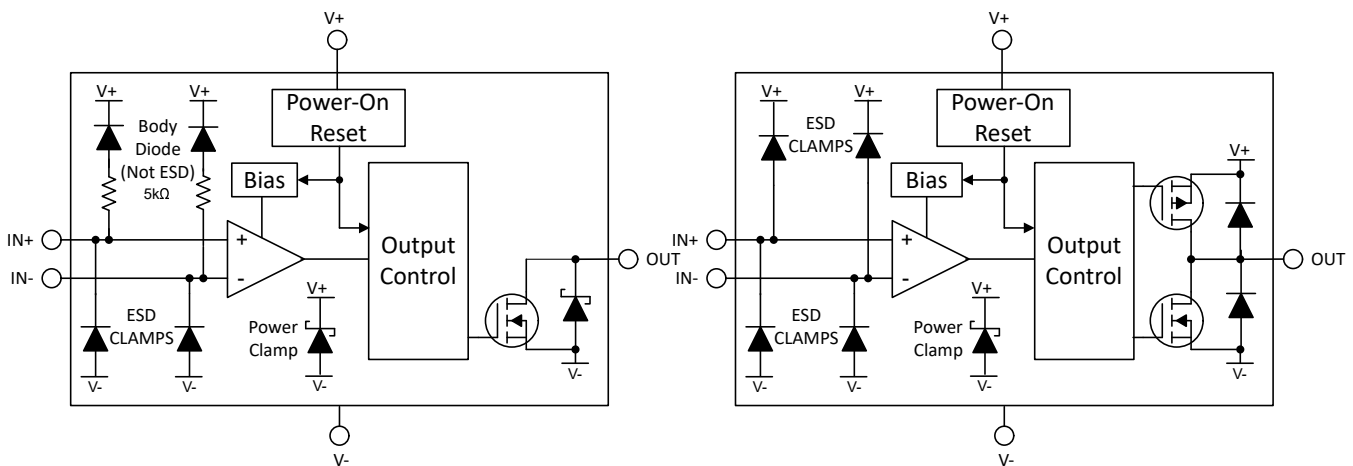 V+
Power-On
Reset
V+
V+
Body
Diode
(Not ESD)
5kΩ
Bias
IN+
IN-
+
-
Output
Control
OUT
ESD
CLAMPS
V+
Power
Clamp
V-
V-
V-
V-
V-
V+
Power-On
Reset
V+
V+
ESD
CLAMPS
Bias
V+
IN+
IN-
+
-
Output
Control
OUT
ESD
CLAMPS
V+
Power
Clamp
V-
V-
V-
V-
V-